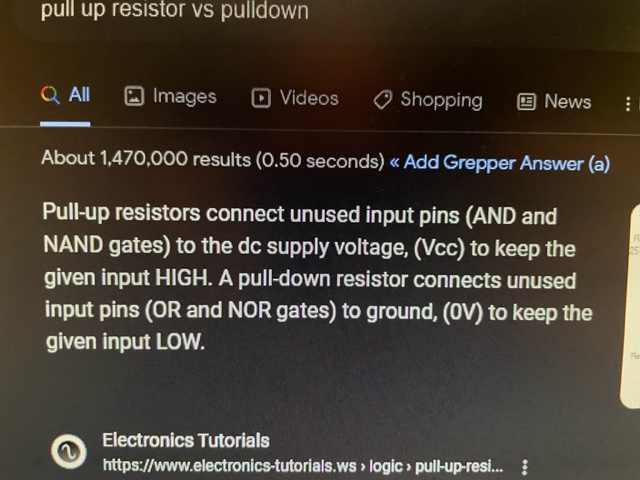 pull up resistor vs pulldown
All Images Videos Shopping News
About 1,470,000 results (0.50 seconds) « Add Grepper Answer (a)
Pull-up resistors connect unused input pins (AND and
NAND gates) to the dc supply voltage, (Vcc) to keep the
given input HIGH. A pull-down resistor connects unused
input pins (OR and NOR gates) to ground, (0V) to keep the
given input LOW.
Electronics Tutorials
https://www.electronics-tutorials.ws › logic › pull-up-resi...